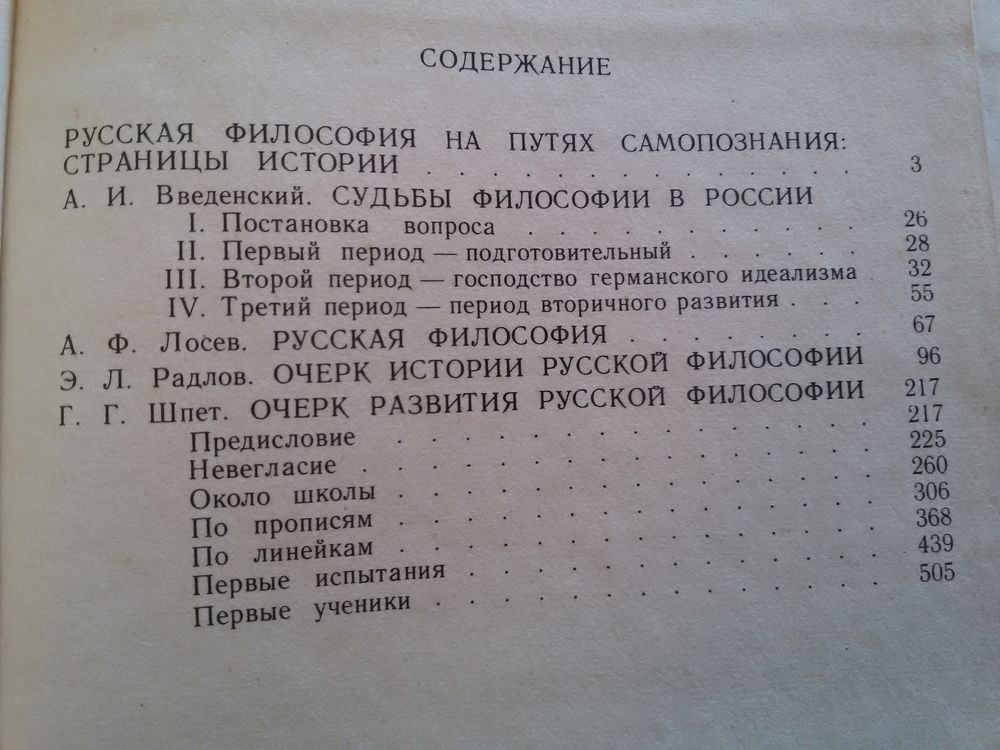 СОДЕРЖАНИЕ
РУССКАЯ ФИЛОСОФИЯ НА ПУТЯХ САМОПОЗНАНИЯ:
СТРАНИЦЫ ИСТОРИИ . . . . . . . . . . . . . . 3
А. И. Введенский. СУДЬБЫ ФИЛОСОФИИ В РОССИИ
I. Постановка вопроса . . . . . . . . . . 26
II. Первый период — подготовительный . . . . . . 28
III. Второй период — господство германского идеализма 32
IV. Третий период — период вторичного развития . . . 55
А. Ф. Лосев. РУССКАЯ ФИЛОСОФИЯ . . . . . . . . 67
Э. Л. Радлов. ОЧЕРК ИСТОРИИ РУССКОЙ ФИЛОСОФИИ 96
Г. Г. Шпет. ОЧЕРК РАЗВИТИЯ РУССКОЙ ФИЛОСОФИИ 217
Предисловие . . . . . . . . . . . . . 217
Невегласие . . . . . . . . . . . . . 225
Около школы . . . . . . . . . . . . . 260
По прописям . . . . . . . . . . . . . 306
По линейкам . . . . . . . . . . . . . 368
Первые испытания . . . . . . . . . . . 439
Первые ученики . . . . . . . . . . . . 505